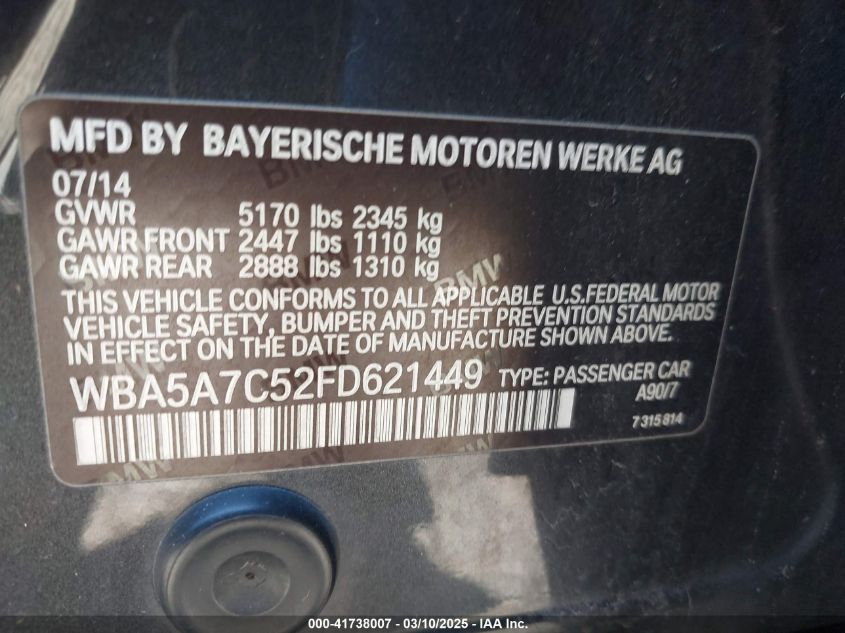 MFD BY BAYERISCHE MOTOREN WERKE AG
07/14
GVWR 5170 lbs 2345 kg
GAWR FRONT 2447 lbs 1110 kg
GAWR REAR 2888 lbs 1310 kg
THIS VEHICLE CONFORMS TO ALL APPLICABLE U.S.FEDERAL MOTOR
VEHICLE SAFETY, BUMPER AND THEFT PREVENTION STANDARDS
IN EFFECT ON THE DATE OF MANUFACTURE SHOWN ABOVE.
WBA5A7C52FD621449 TYPE: PASSENGER CAR
A90/7
7315814
000-41738007 - 03/10/2025 - IAA Inc.